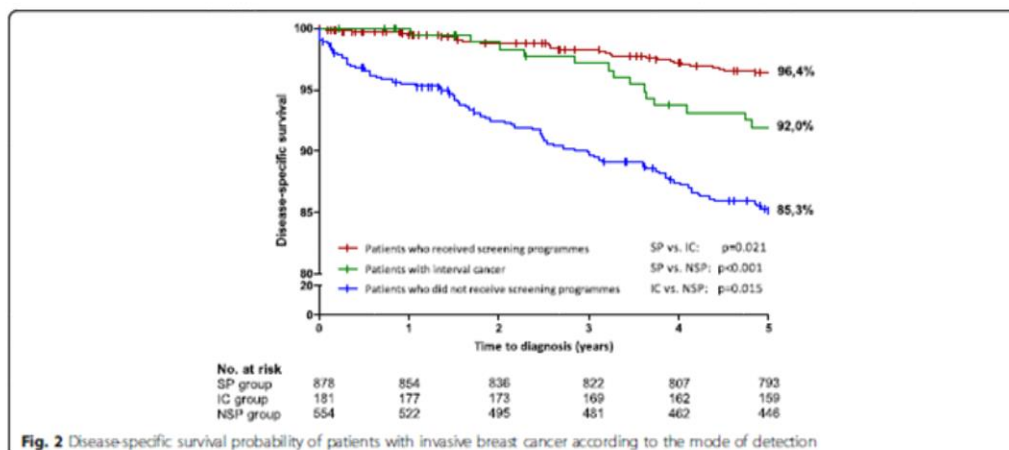 100
95
90
85
80
20
0
Disease-specific survival
96,4%
92,0%
85,3%
Patients who received screening programmes
Patients with interval cancer
Patients who did not receive screening programmes
SP vs. IC: p=0.021
SP vs. NSP: p<0.001
IC vs. NSP: p=0.015
0 1 2 3 4 5
Time to diagnosis (years)
No. at risk
SP group 878 854 836 822 807 793
IC group 181 177 173 169 162 159
NSP group 554 522 495 481 462 446
Fig. 2 Disease-specific survival probability of patients with invasive breast cancer according to the mode of detection